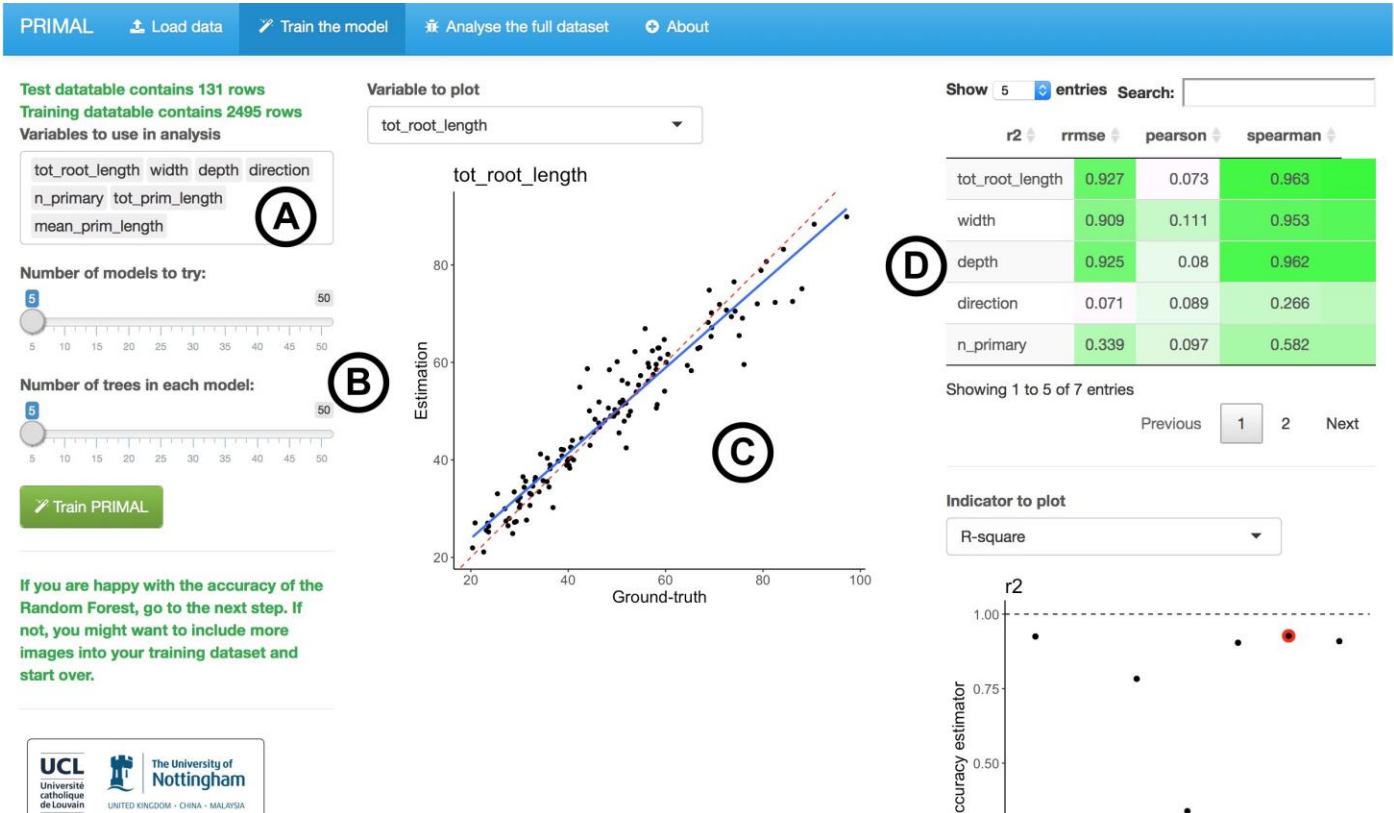 PRIMAL Load data Train the model Analyse the full dataset About
Test datatable contains 131 rows
Training datatable contains 2495 rows
Variables to use in analysis
tot_root_length width depth direction
n_primary tot_prim_length
mean_prim_length
A
Number of models to try:
5 50
5 10 15 20 25 30 35 40 45 50
B
Number of trees in each model:
5 50
5 10 15 20 25 30 35 40 45 50
Train PRIMAL
If you are happy with the accuracy of the
Random Forest, go to the next step. If
not, you might want to include more
images into your training dataset and
start over.
UCL
Université
catholique
de Louvain
The University of
Nottingham
UNITED KINGDOM · CHINA · MALAYSIA
Variable to plot
tot_root_length
tot_root_length
80
60
40
20
Estimation
C
20 40 60 80 100
Ground-truth
Show 5 entries Search:
r2 rrmse pearson spearman
tot_root_length 0.927 0.073 0.963
width 0.909 0.111 0.953
D
depth 0.925 0.08 0.962
direction 0.071 0.089 0.266
n_primary 0.339 0.097 0.582
Showing 1 to 5 of 7 entries
Previous 1 2 Next
Indicator to plot
R-square
r2
1.00
0.75
0.50
estimator